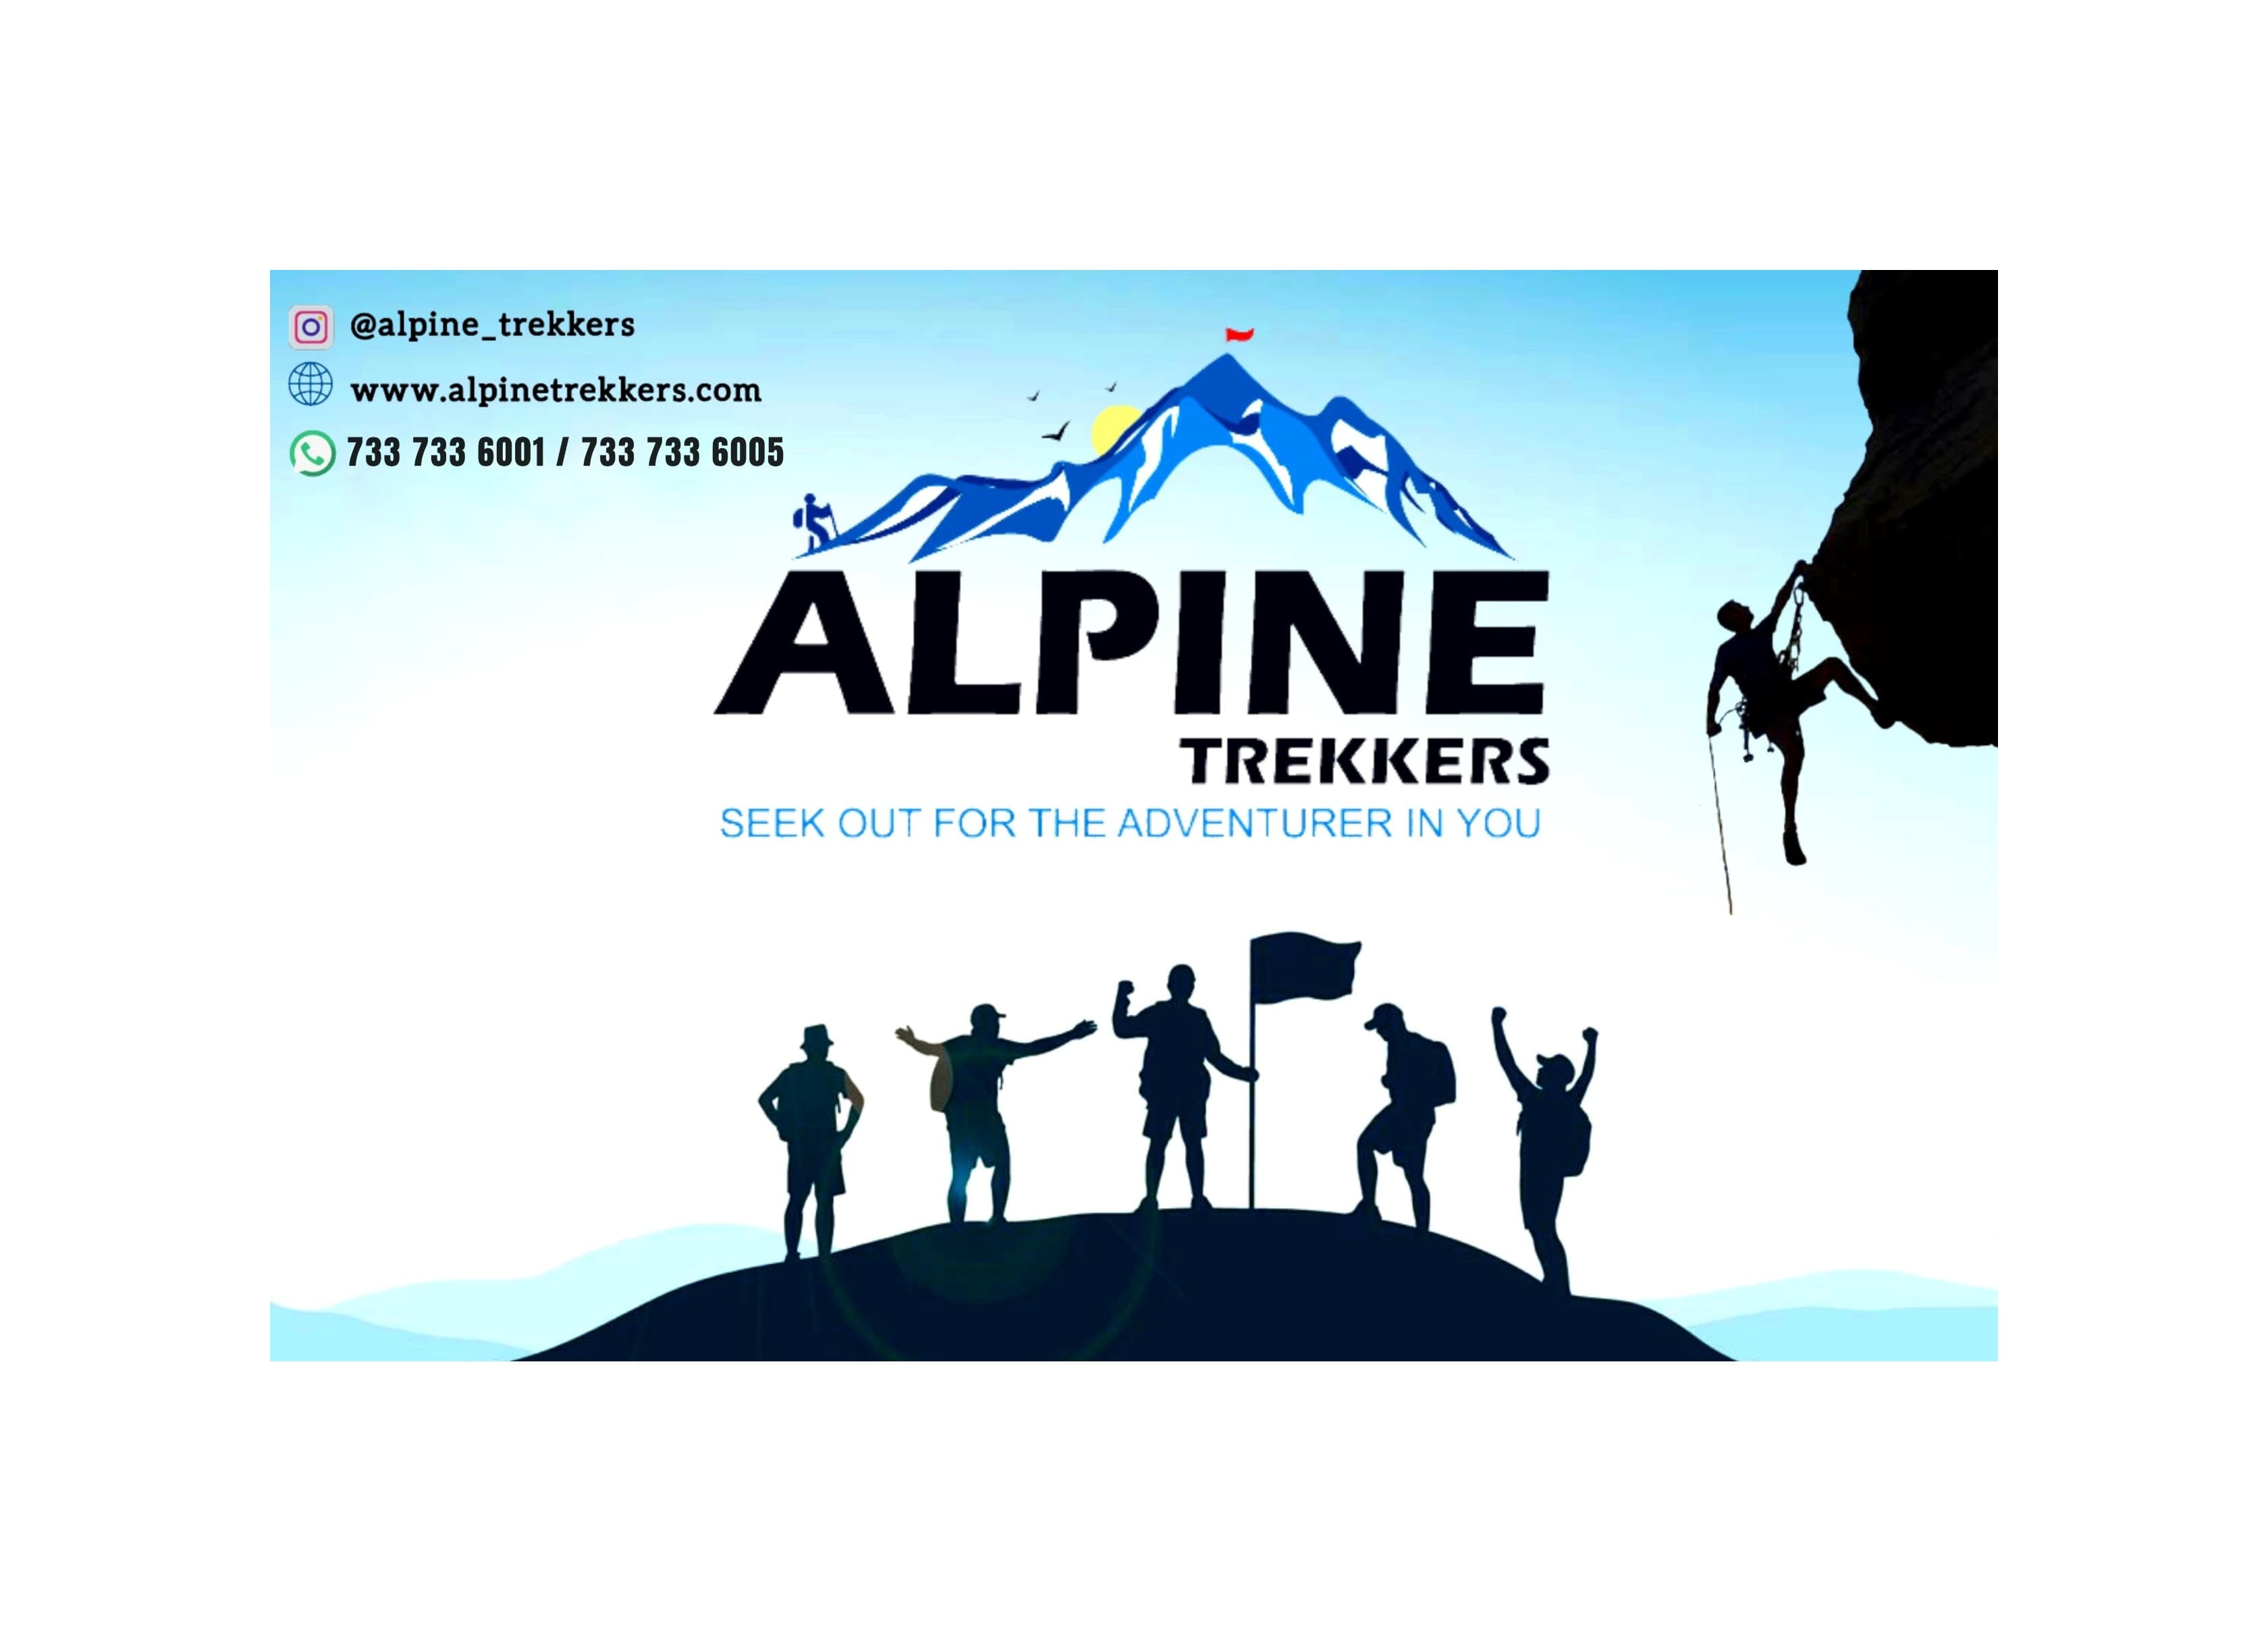 @alpine_trekkers
www.alpinetrekkers.com
733 733 6001 / 733 733 6005
ALPINE
TREKKERS
SEEK OUT FOR THE ADVENTURER IN YOU